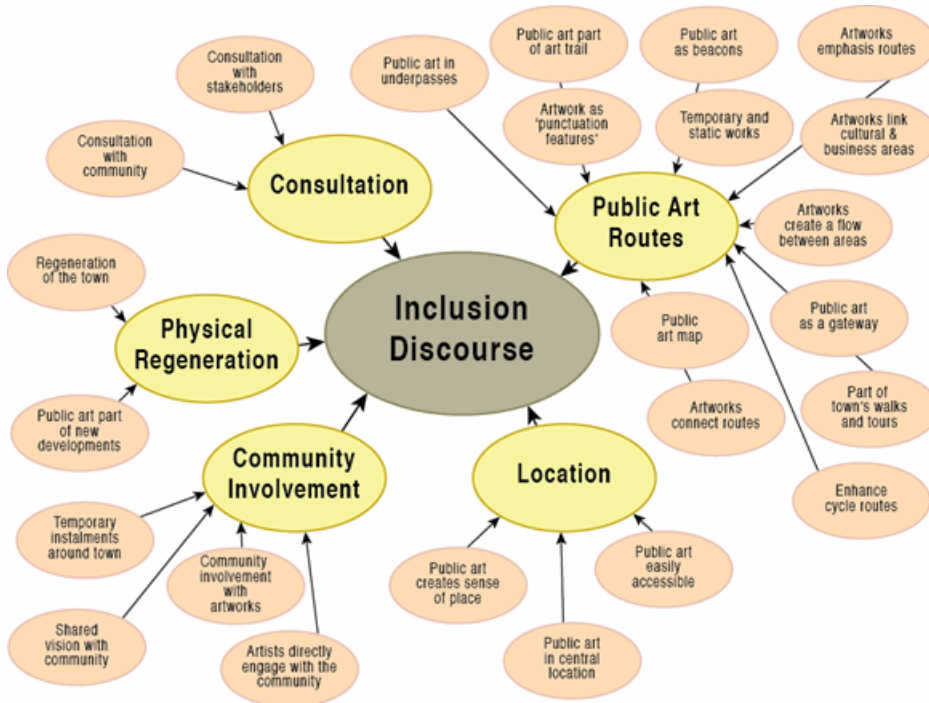 Public art part
of art trail
Public art
as beacons
Artworks
emphasis routes
Consultation
with
stakeholders
Public art in
underpasses
Artwork as
'punctuation
features'
Temporary and
static works
Artworks link
cultural &
business areas
Consultation
with
community
Consultation
Public Art
Routes
Artworks
create a flow
between areas
Regeneration
of the town
Inclusion
Discourse
Physical
Regeneration
Public
art map
Public art
as a gateway
Public art part
of new
developments
Artworks
connect routes
Part of
town's walks
and tours
Community
Involvement
Location
Enhance
cycle routes
Temporary
instalments
around town
Community
involvement
with
artworks
Public art
creates sense
of place
Public art
easily
accessible
Shared
vision with
community
Artists directly
engage with the
community
Public art
in central
location